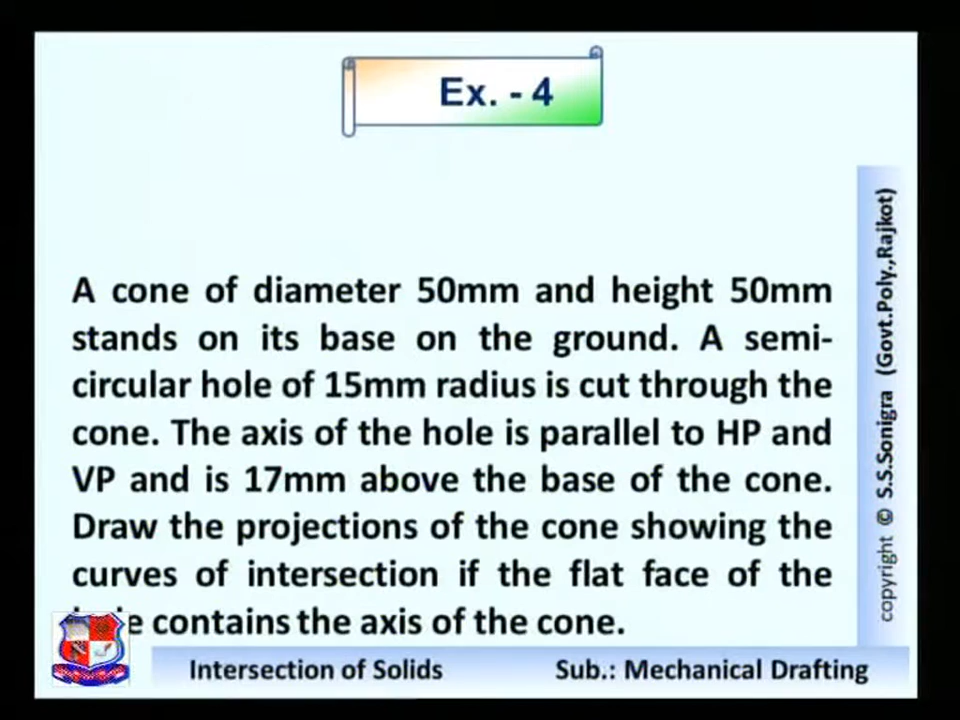 Ex. - 4
A cone of diameter 50mm and height 50mm
stands on its base on the ground. A semi-
circular hole of 15mm radius is cut through the
cone. The axis of the hole is parallel to HP and
VP and is 17mm above the base of the cone.
Draw the projections of the cone showing the
curves of intersection if the flat face of the
contains the axis of the cone.
Intersection of Solids Sub.: Mechanical Drafting
copyright © S.S.Sonigra (Govt.Poly.,Rajkot)